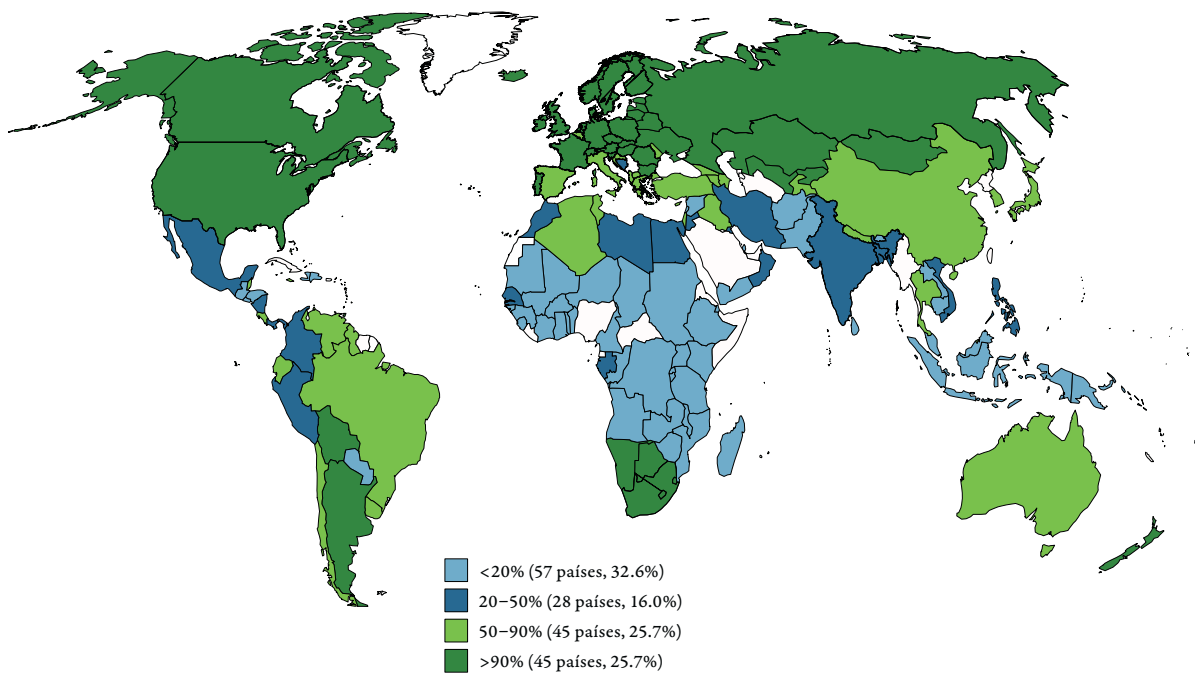 <20% (57 países, 32.6%)
20–50% (28 países, 16.0%)
50–90% (45 países, 25.7%)
>90% (45 países, 25.7%)